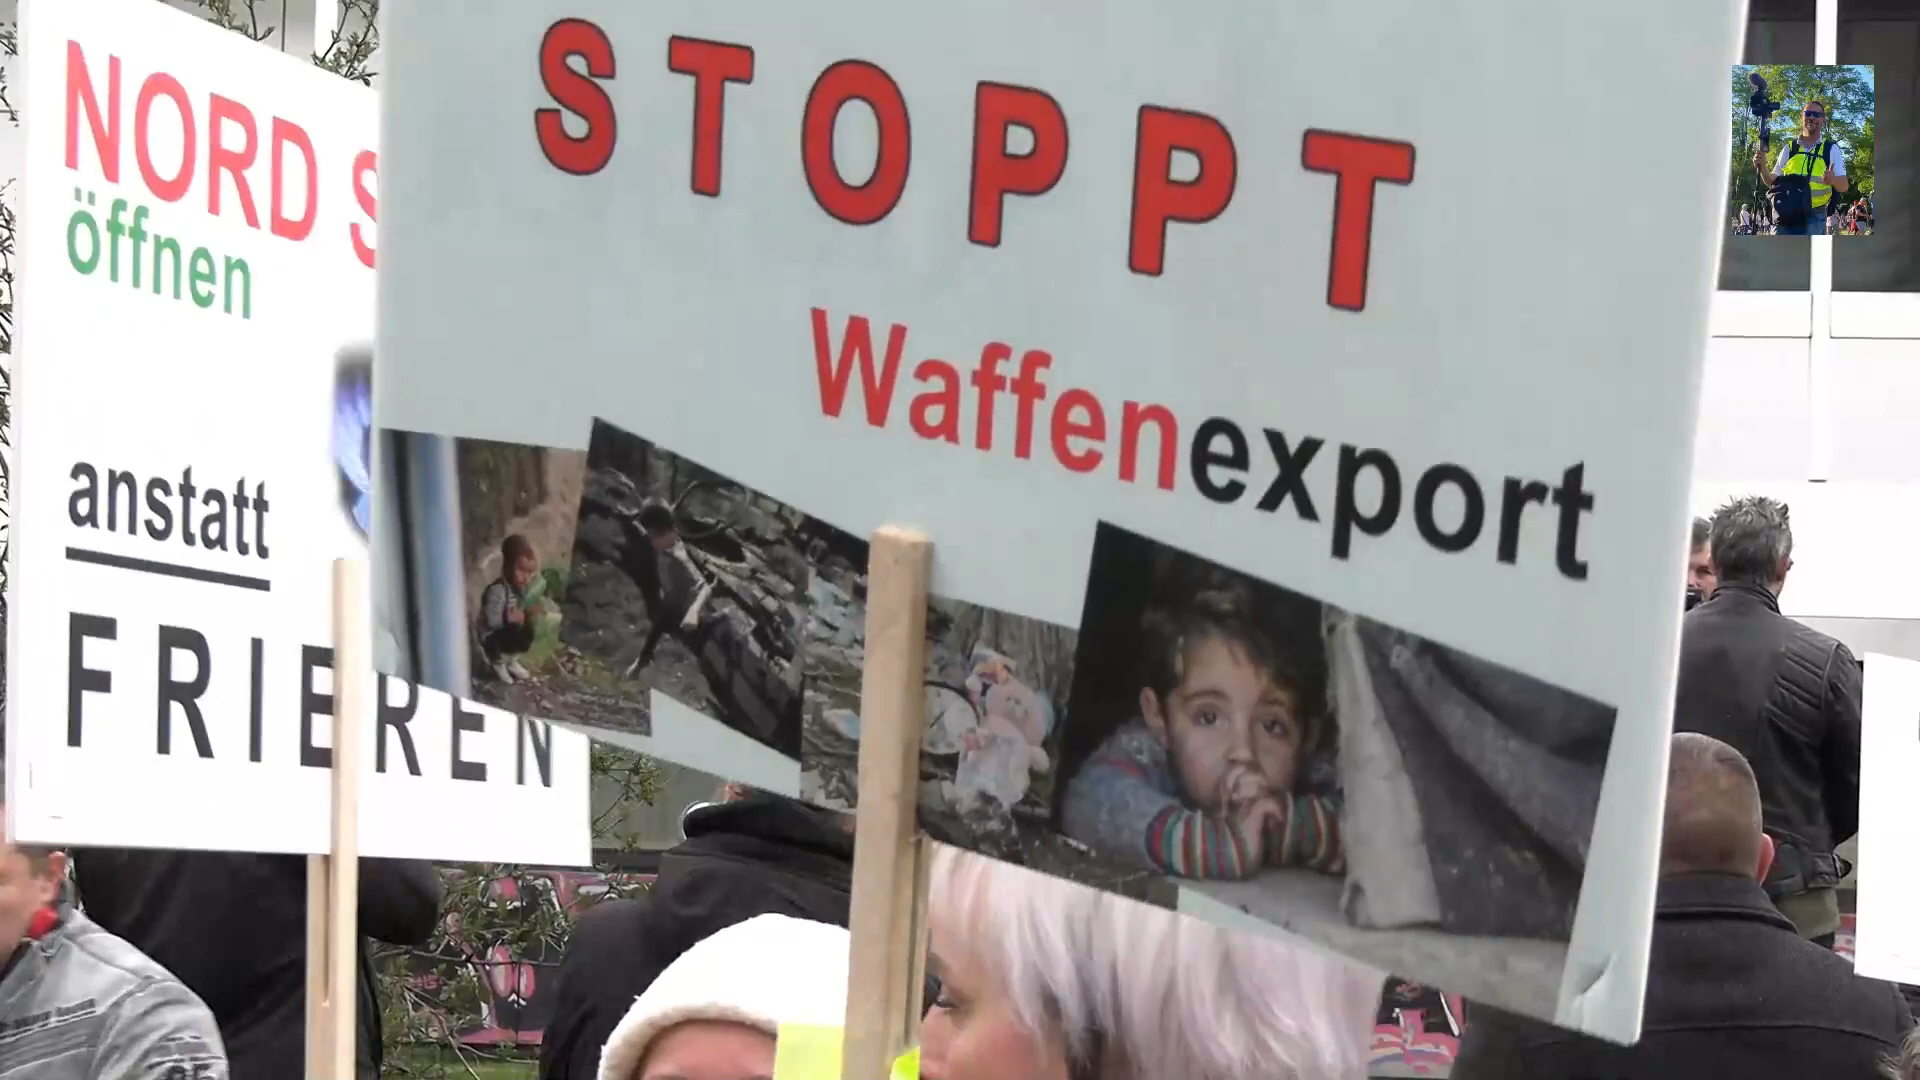 NORD S
öffnen
anstatt
FRIEREN
STOPPT
Waffenexport